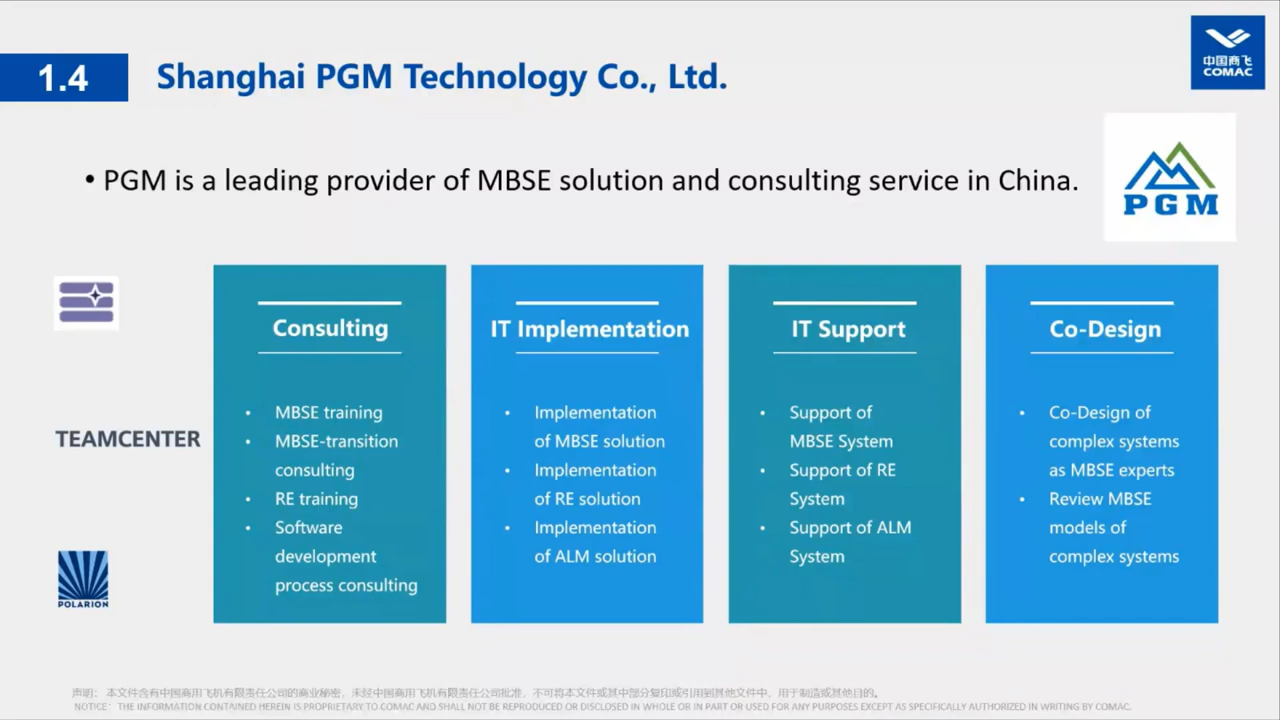 1.4
Shanghai PGM Technology Co., Ltd.
中国商飞
COMAC
• PGM is a leading provider of MBSE solution and consulting service in China.
PGM
TEAMCENTER
POLARION
Consulting
• MBSE training
• MBSE-transition
consulting
• RE training
• Software
development
process consulting
IT Implementation
• Implementation
of MBSE solution
• Implementation
of RE solution
• Implementation
of ALM solution
IT Support
• Support of
MBSE System
• Support of RE
System
• Support of ALM
System
Co-Design
• Co-Design of
complex systems
as MBSE experts
• Review MBSE
models of
complex systems
声明： 本文件含有中国商用飞机有限责任公司的商业秘密，未经中国商用飞机有限责任公司批准，不可将本文件或其中部分复印或引用到其他文件中，用于制造或其他目的。
NOTICE： THE INFORMATION CONTAINED HEREIN IS PROPRIETARY TO COMAC AND SHALL NOT BE REPRODUCED OR DISCLOSED IN WHOLE OR IN PART OR USED FOR ANY PURPOSES EXCEPT AS SPECIFICALLY AUTHORIZED IN WRITING BY COMAC.